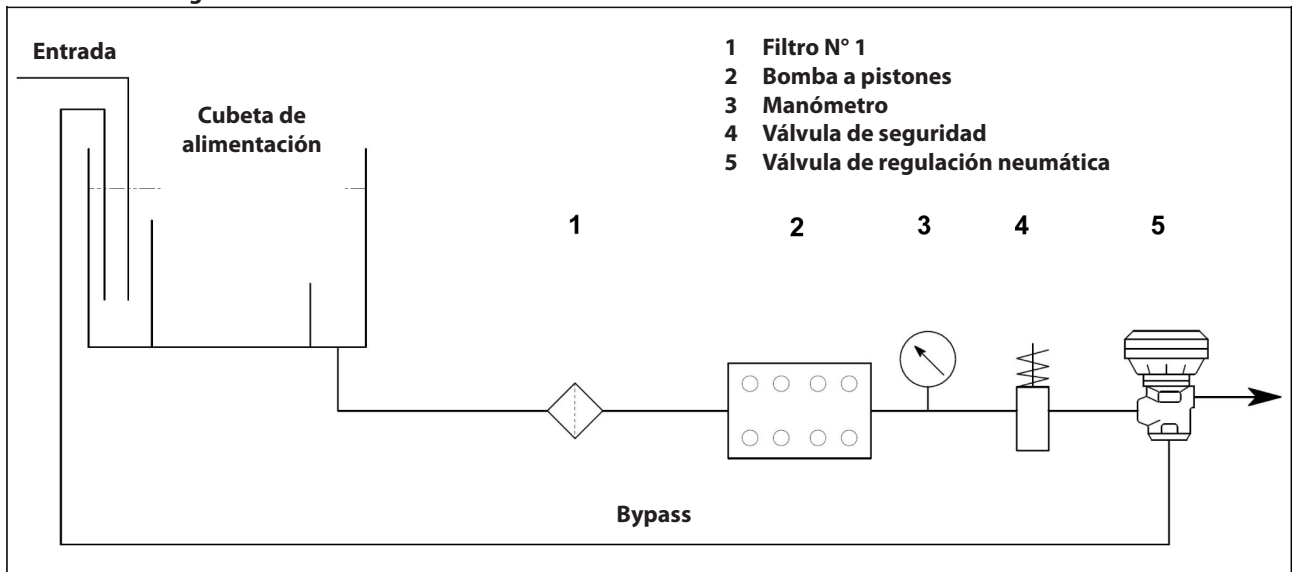 Entrada
Cubeta de
alimentación
1 Filtro N° 1
2 Bomba a pistones
3 Manómetro
4 Válvula de seguridad
5 Válvula de regulación neumática
1 2 3 4 5
Bypass